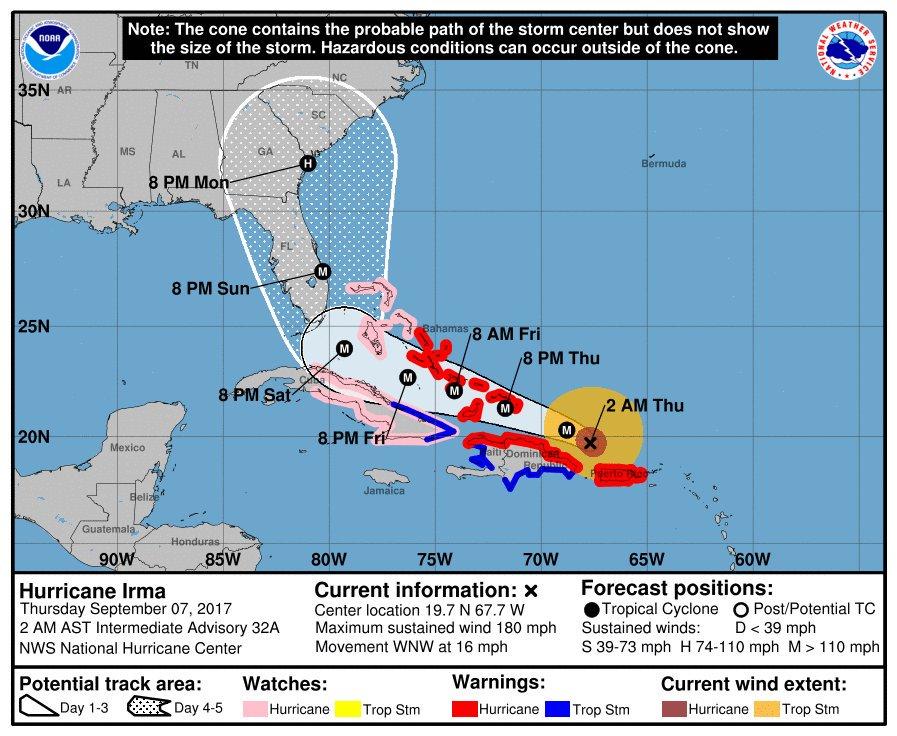 Note: The cone contains the probable path of the storm center but does not show
the size of the storm. Hazardous conditions can occur outside of the cone.
NOAA
NATIONAL WEATHER SERVICE
TN
NC
35N
AR
SC
MS
AL
GA
Bermuda
H
LA
8 PM Mon
30N
FL
M
8 PM Sun
25N
Bahamas
8 AM Fri
M
8 PM Thu
M
M
M
Cuba
8 PM Sat
2 AM Thu
M
20N
8 PM Fri
Mexico
Haiti
Dominican
Republic
Puerto Rico
Jamaica
Belize
Guatemala
Honduras
90W 85W 80W 75W 70W 65W 60W
Hurricane Irma
Thursday September 07, 2017
2 AM AST Intermediate Advisory 32A
NWS National Hurricane Center
Current information: ×
Center location 19.7 N 67.7 W
Maximum sustained wind 180 mph
Movement WNW at 16 mph
Forecast positions:
Tropical Cyclone Post/Potential TC
Sustained winds: D < 39 mph
S 39-73 mph H 74-110 mph M > 110 mph
Potential track area:
Day 1-3 Day 4-5
Watches:
Hurricane Trop Stm
Warnings:
Hurricane Trop Stm
Current wind extent:
Hurricane Trop Stm